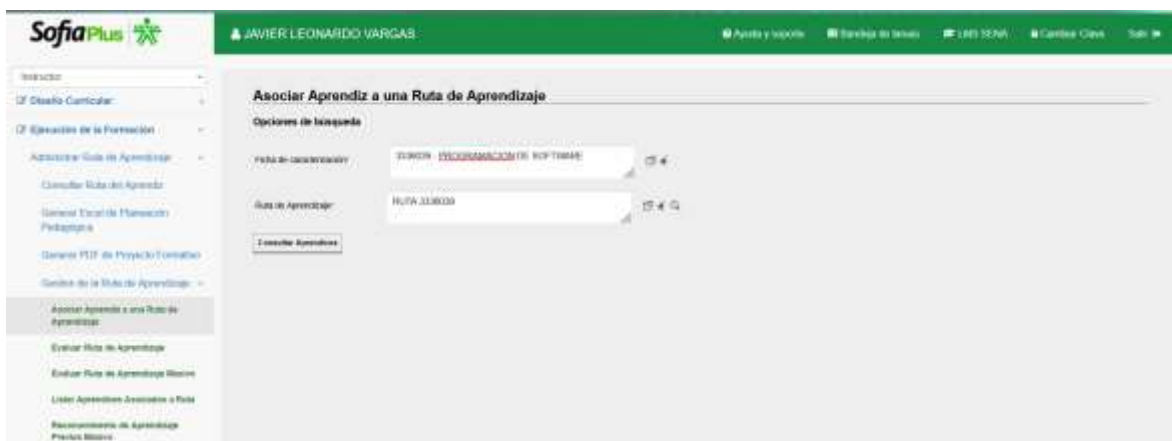 SofiaPlus
JAVIER LEONARDO VARGAS
Ayuda y soporte
Bandeja de tareas
LMS SENA
Cambiar Clave
Salir
Instructor
Diseño Curricular
Ejecución de la Formación
Administrar Ruta de Aprendizaje
Consultar Ruta del Aprendiz
Generar Excel de Planeación
Pedagógica
Generar PDF de Proyecto Formativo
Gestión de la Ruta de Aprendizaje
Asociar Aprendiz a una Ruta de
Aprendizaje
Evaluar Ruta de Aprendizaje
Evaluar Ruta de Aprendizaje Masivo
Listar Aprendices Asociados a Ruta
Reconocimiento de Aprendizaje
Previos Masivo
Asociar Aprendiz a una Ruta de Aprendizaje
Opciones de búsqueda
Ficha de caracterización
PROGRAMACION DE SOFTWARE
Ruta de Aprendizaje
RUTA
Consultar Aprendices